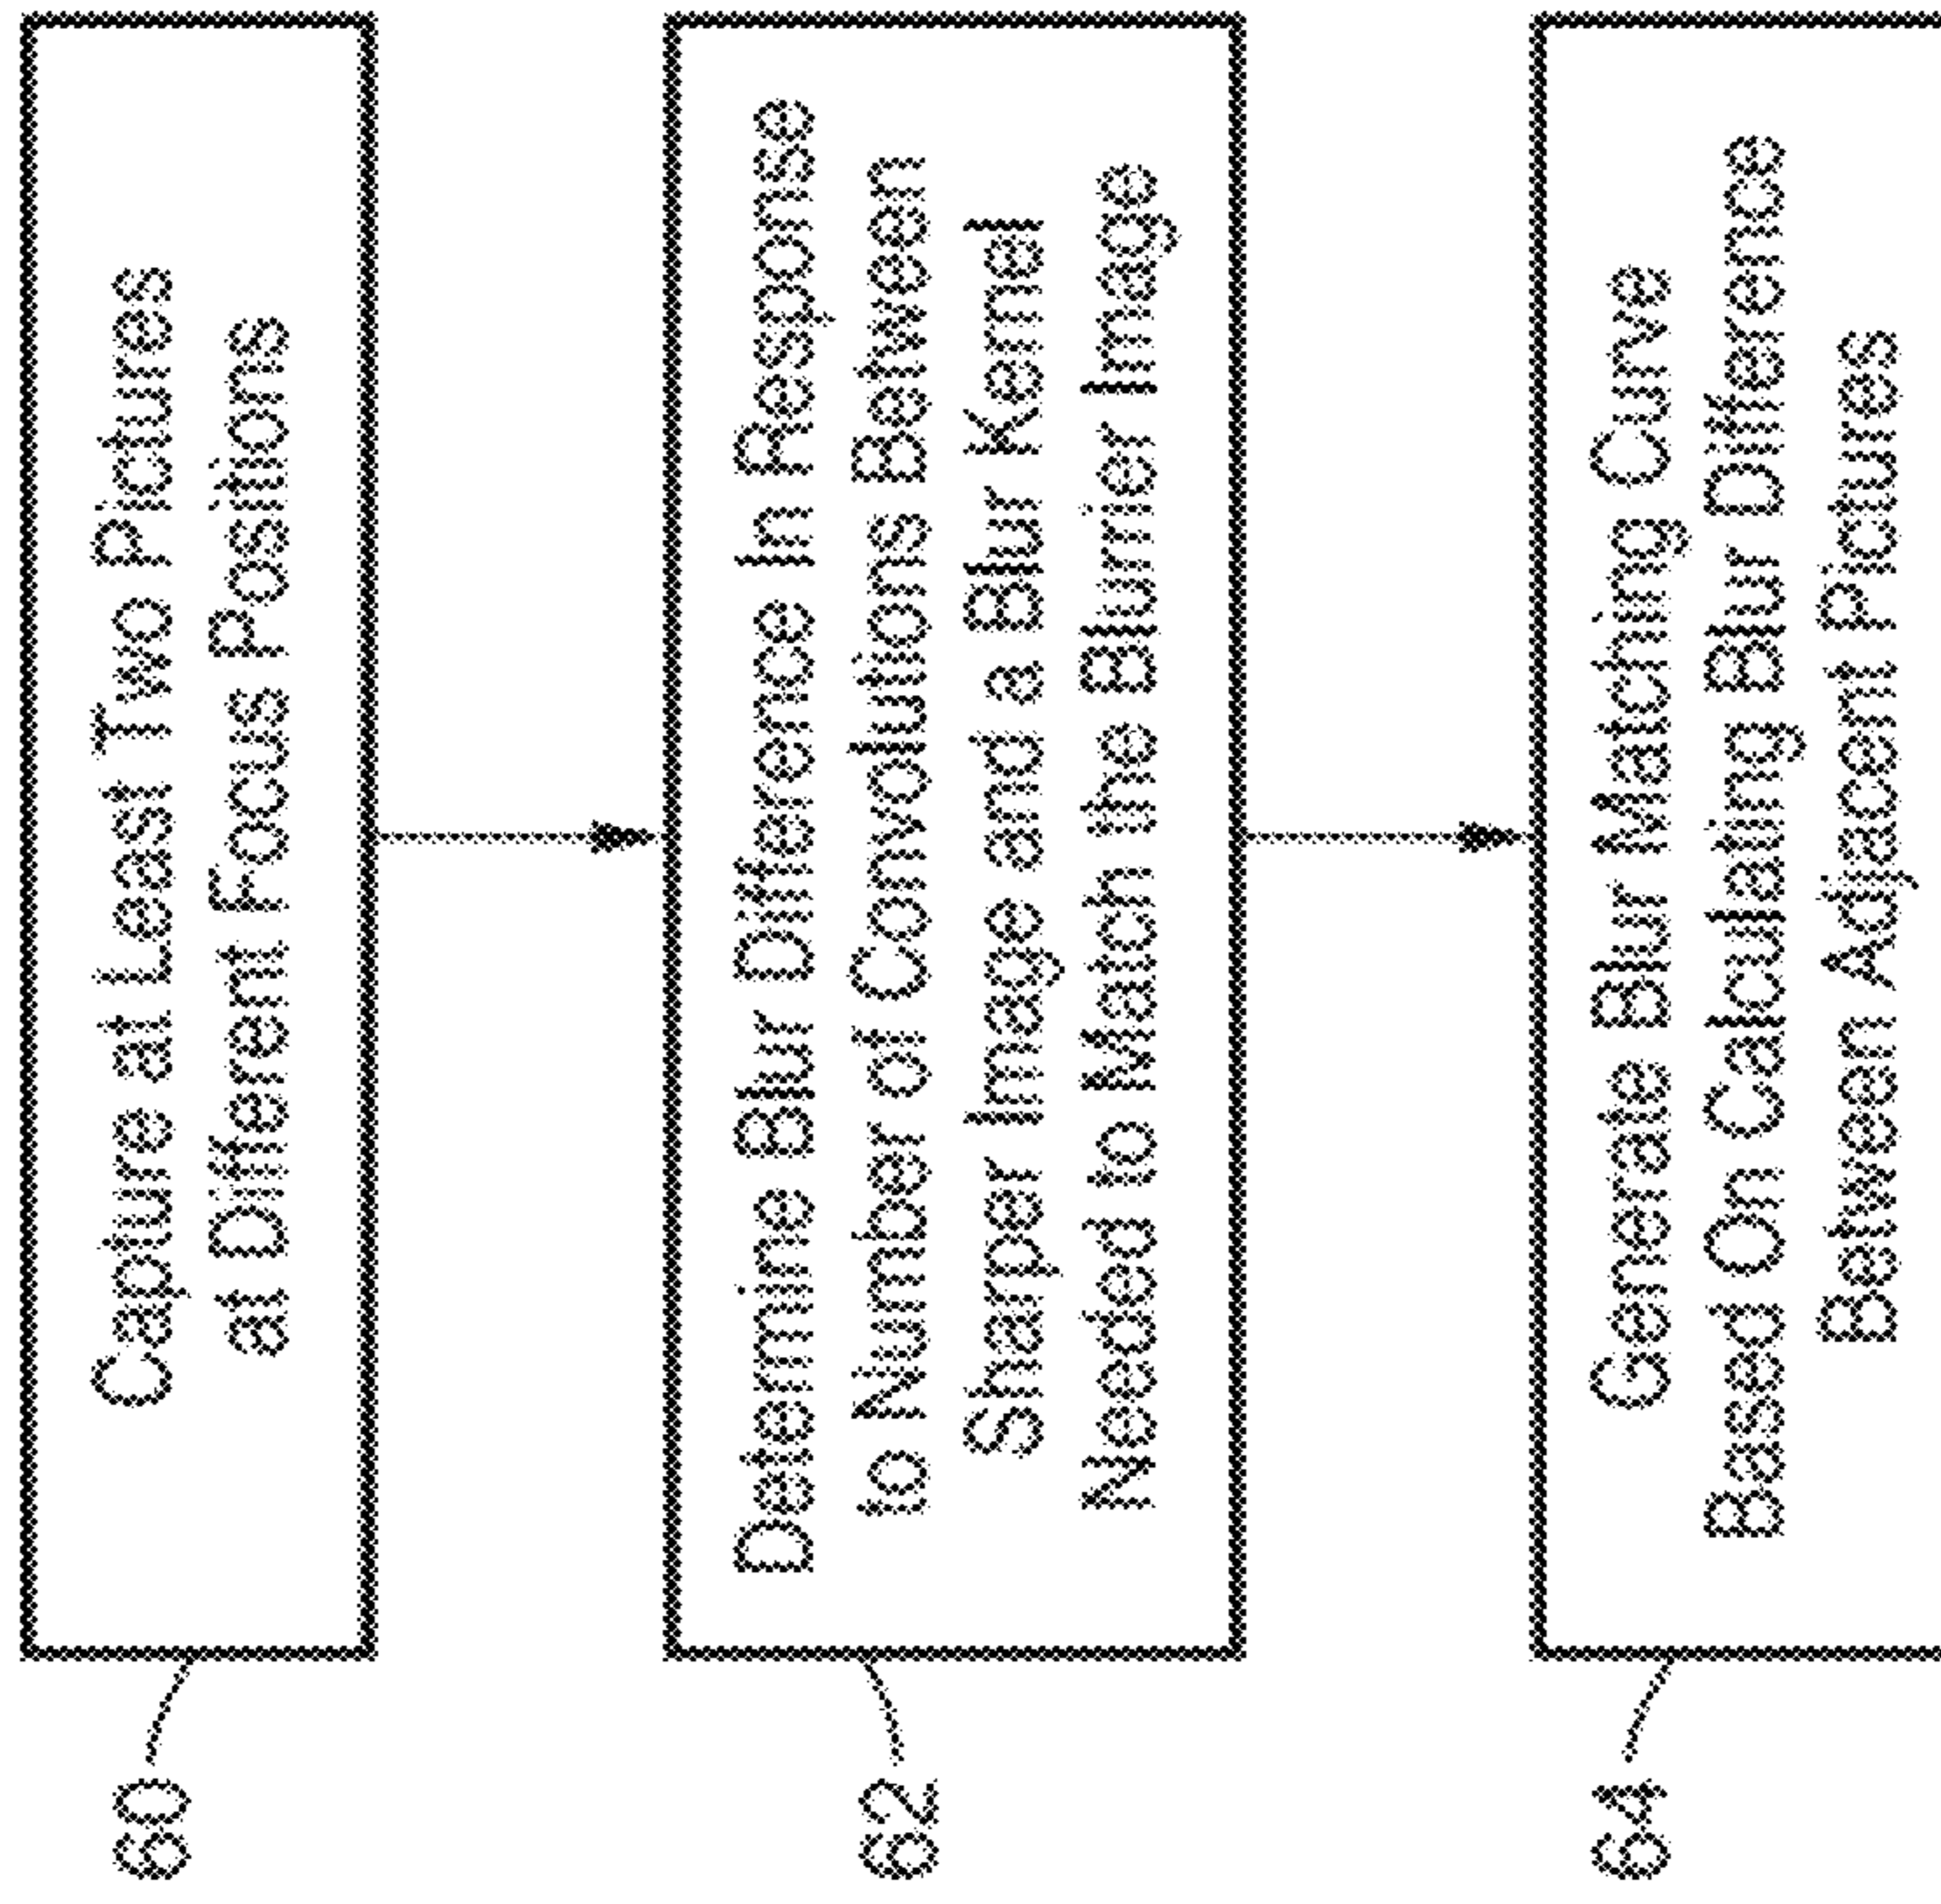 60
Capture at Least Two Pictures
at Different Focus Positions
62
Determine Blur Difference In Response
to Number of Convolutions Between
Sharper Image and a Blur Kernel
Needed to Match the Blurrier Image
64
Generate Blur Matching Curve
Based On Calculating Blur Difference
Between Adjacent Pictures